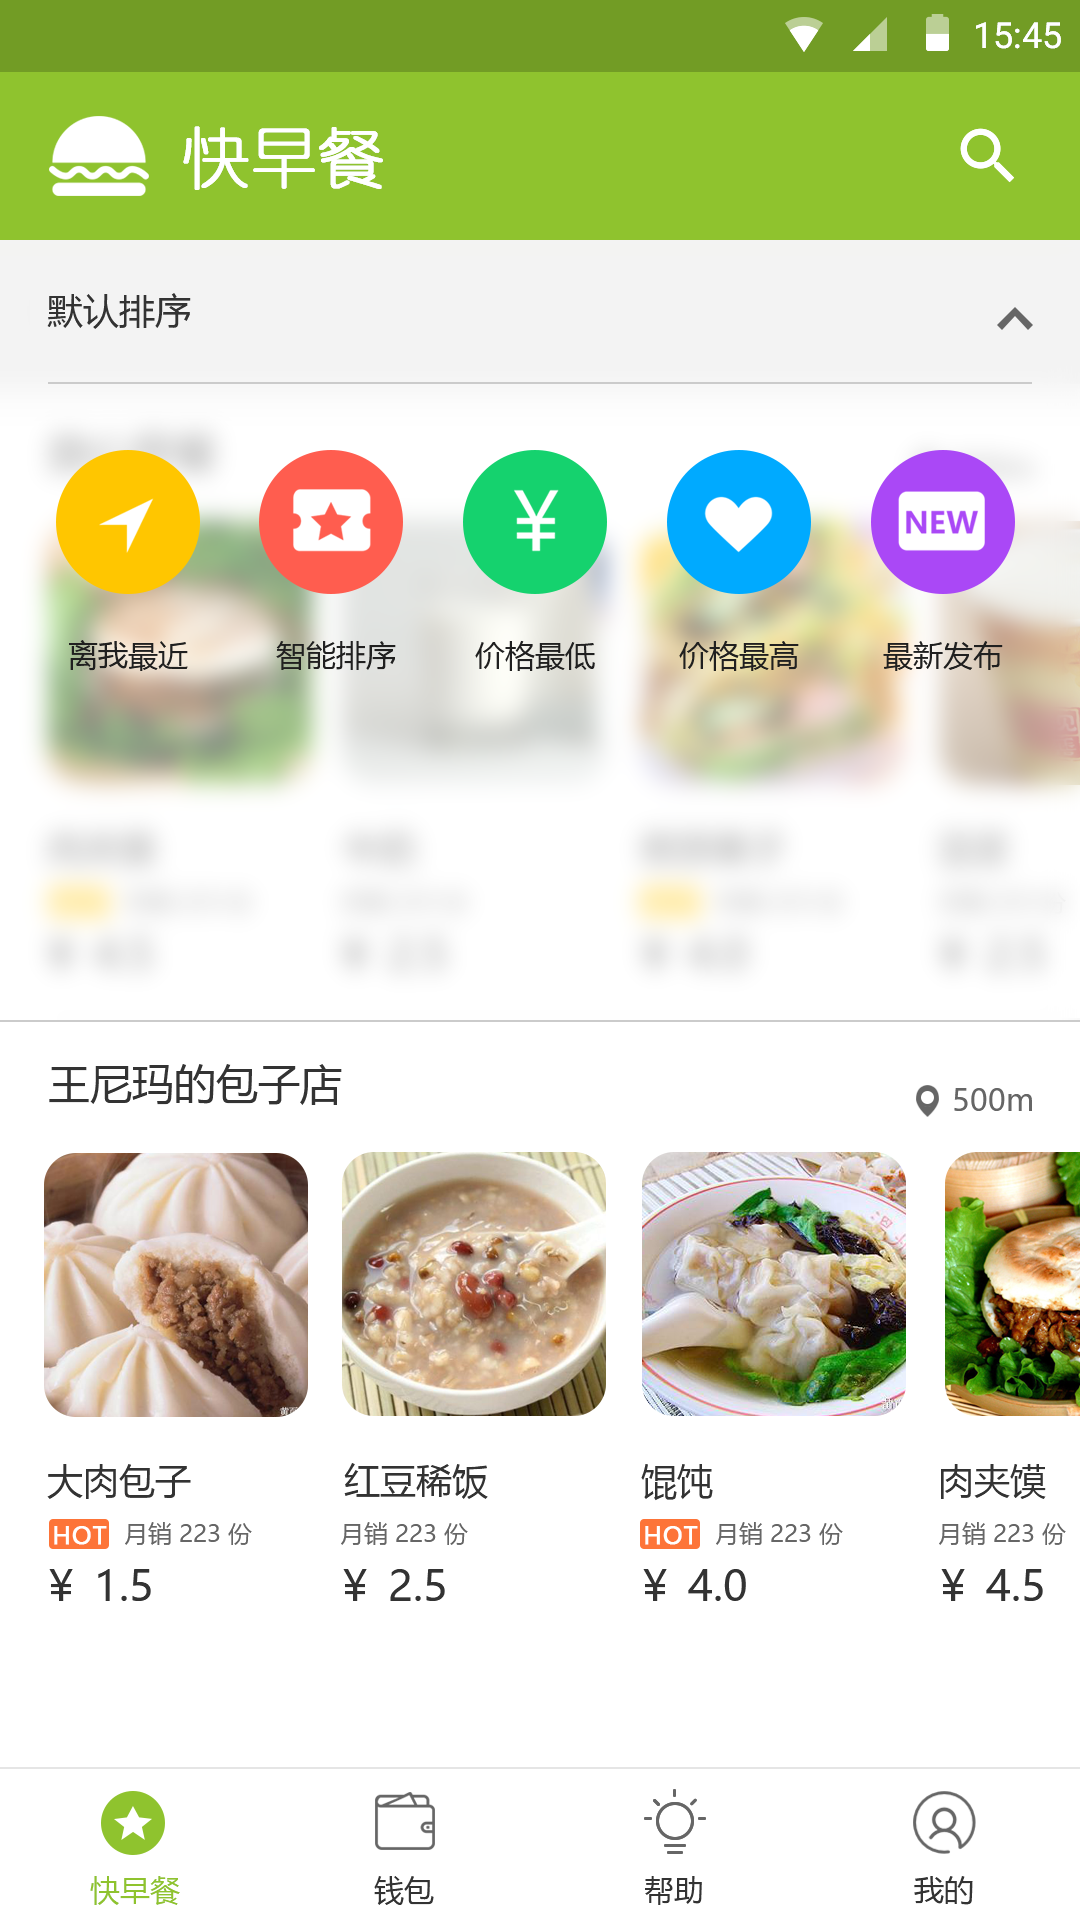 15:45
快早餐
默认排序
NEW
离我最近 智能排序 价格最低 价格最高 最新发布
王尼玛的包子店
500m
大肉包子 红豆稀饭 馄饨 肉夹馍
HOT 月销 223 份 月销 223 份 HOT 月销 223 份 月销 223 份
¥ 1.5 ¥ 2.5 ¥ 4.0 ¥ 4.5
快早餐 钱包 帮助 我的